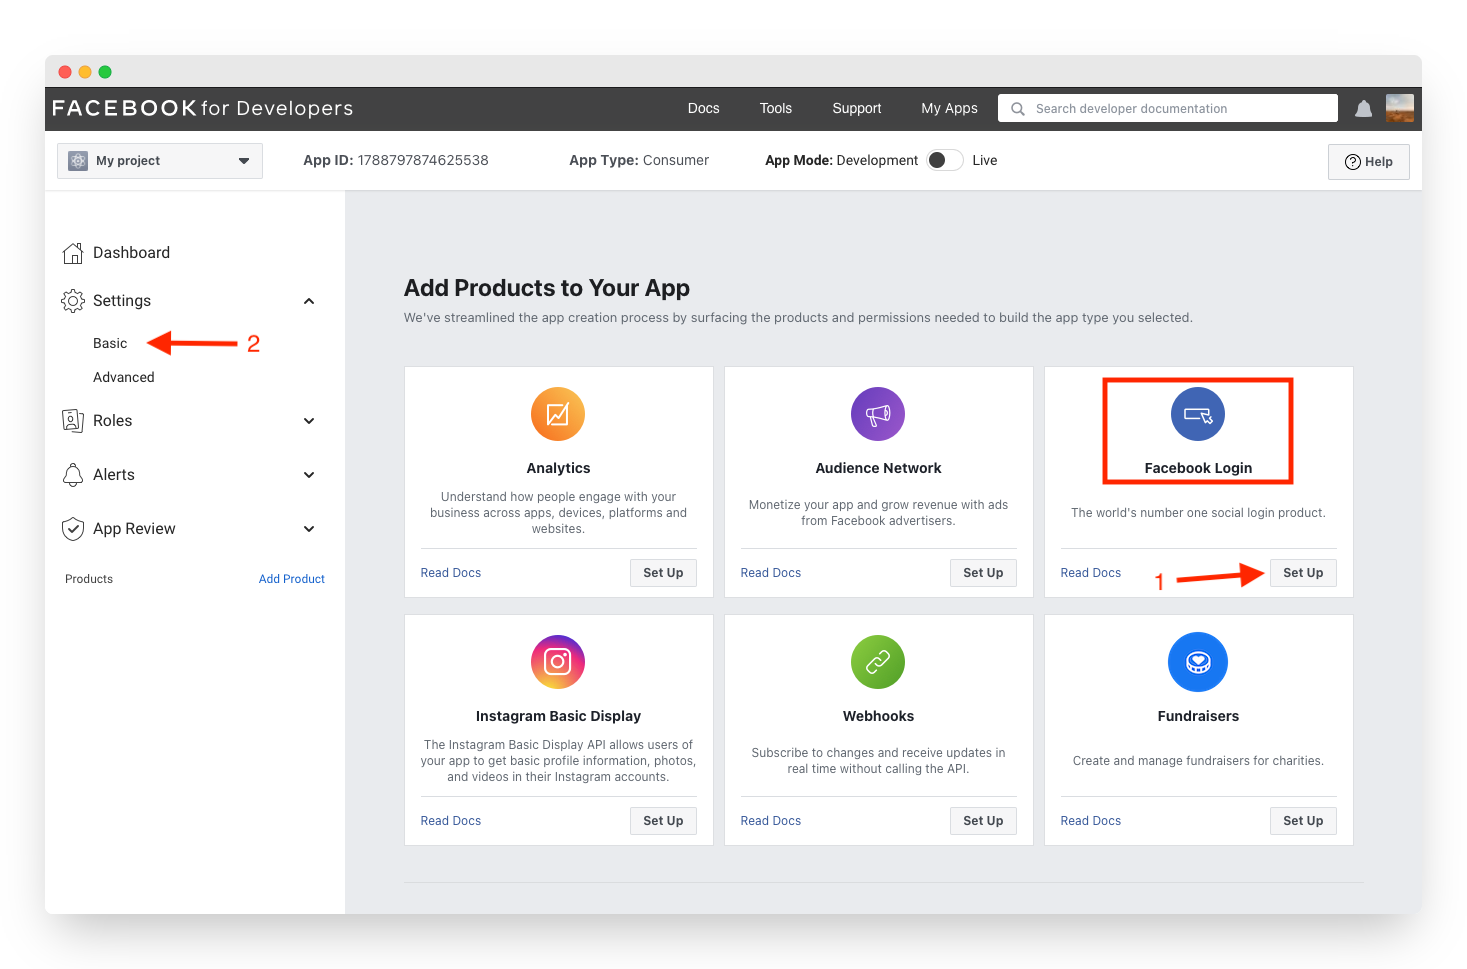 FACEBOOK for Developers
Docs
Tools
Support
My Apps
Search developer documentation
My project
App ID: 1788797874625538
App Type: Consumer
App Mode: Development
Live
Help
Dashboard
Settings
Basic
2
Advanced
Roles
Alerts
App Review
Products
Add Product
Add Products to Your App
We've streamlined the app creation process by surfacing the products and permissions needed to build the app type you selected.
Analytics
Understand how people engage with your
business across apps, devices, platforms and
websites.
Read Docs
Set Up
Audience Network
Monetize your app and grow revenue with ads
from Facebook advertisers.
Read Docs
Set Up
Facebook Login
The world's number one social login product.
Read Docs
1
Set Up
Instagram Basic Display
The Instagram Basic Display API allows users of
your app to get basic profile information, photos,
and videos in their Instagram accounts.
Read Docs
Set Up
Webhooks
Subscribe to changes and receive updates in
real time without calling the API.
Read Docs
Set Up
Fundraisers
Create and manage fundraisers for charities.
Read Docs
Set Up